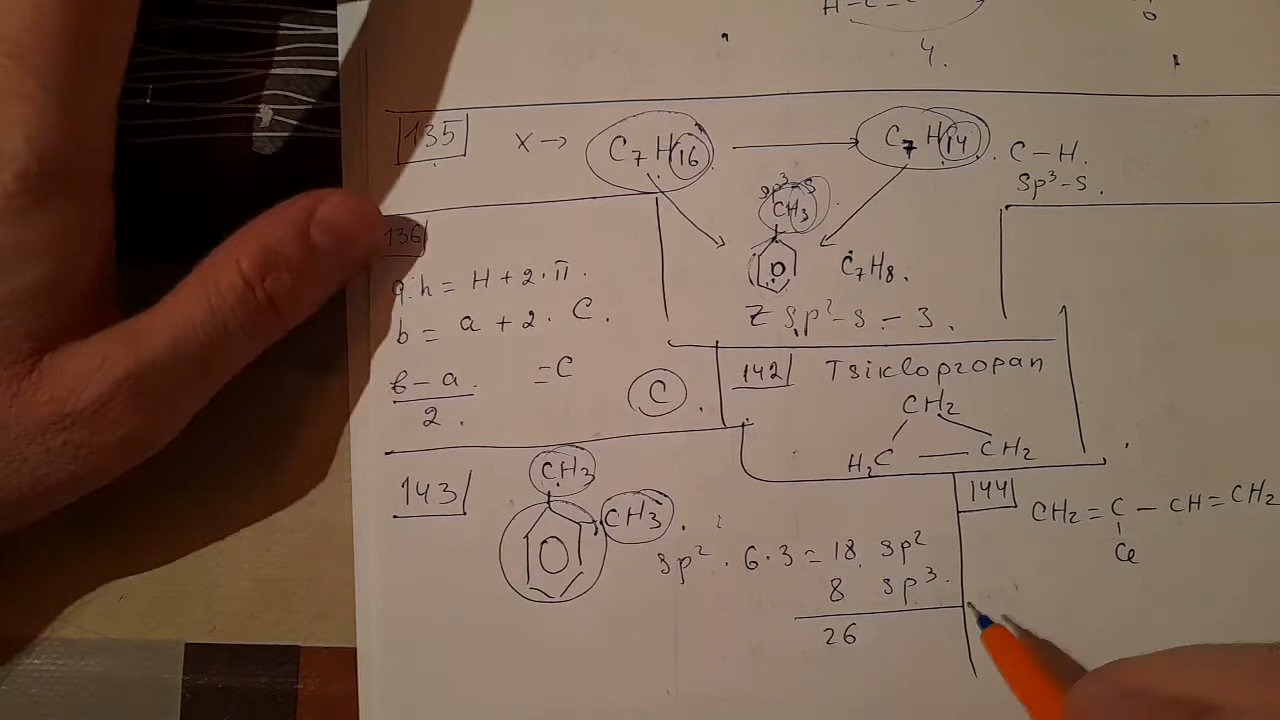 H-C-C
4.
135 X → C7H16 → C7H14. C-H.
sp³-s.
sp³-s
CH3
C7H8.
Z sp²-s - 3.
136
q.h = H + 2·π.
b = a + 2·C.
b-a = C
2.
C.
142 Tsiklopropan
CH2
H2C — CH2
143
CH3
CH3.
sp²· 6·3 = 18 sp²
8 sp³.
26
144
CH2=C-CH=CH2
Cl